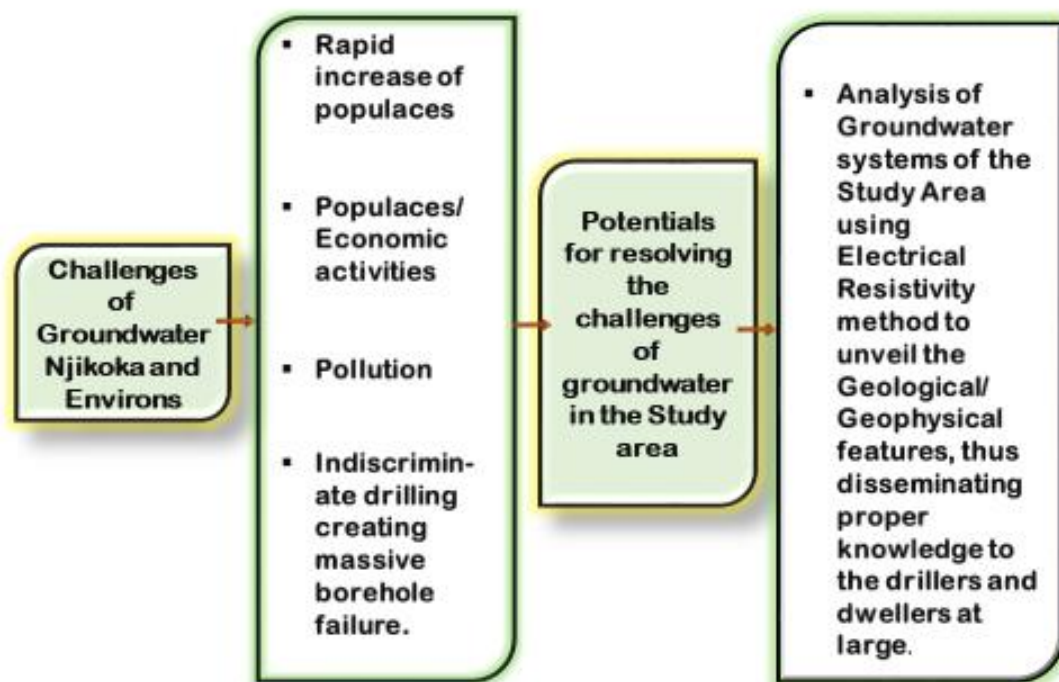 Challenges
of
Groundwater
Njikoka and
Environs
▪ Rapid
increase of
populaces
▪ Populaces/
Economic
activities
▪ Pollution
▪ Indiscrimin-
ate drilling
creating
massive
borehole
failure.
Potentials
for resolving
the
challenges
of
groundwater
in the Study
area
▪ Analysis of
Groundwater
systems of the
Study Area
using
Electrical
Resistivity
method to
unveil the
Geological/
Geophysical
features, thus
disseminating
proper
knowledge to
the drillers and
dwellers at
large.